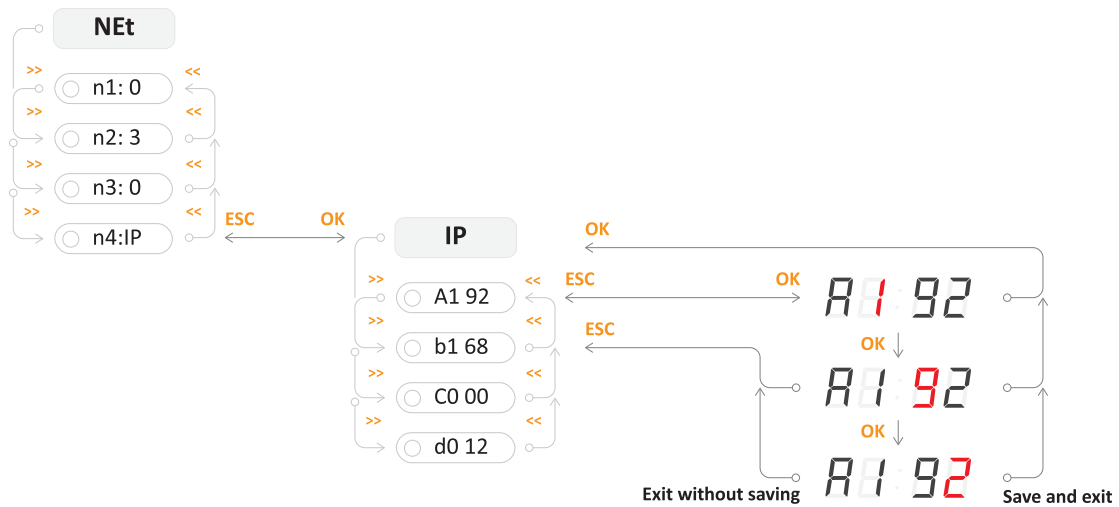 NEt
>> <<
n1: 0
>> <<
n2: 3
>> <<
n3: 0
>> <<
n4:IP
ESC OK
IP
OK
>> <<
A1 92
ESC OK
A1:92
>> <<
b1 68
ESC
OK
>> <<
C0 00
A1:92
>> <<
d0 12
OK
A1:92
Exit without saving
Save and exit